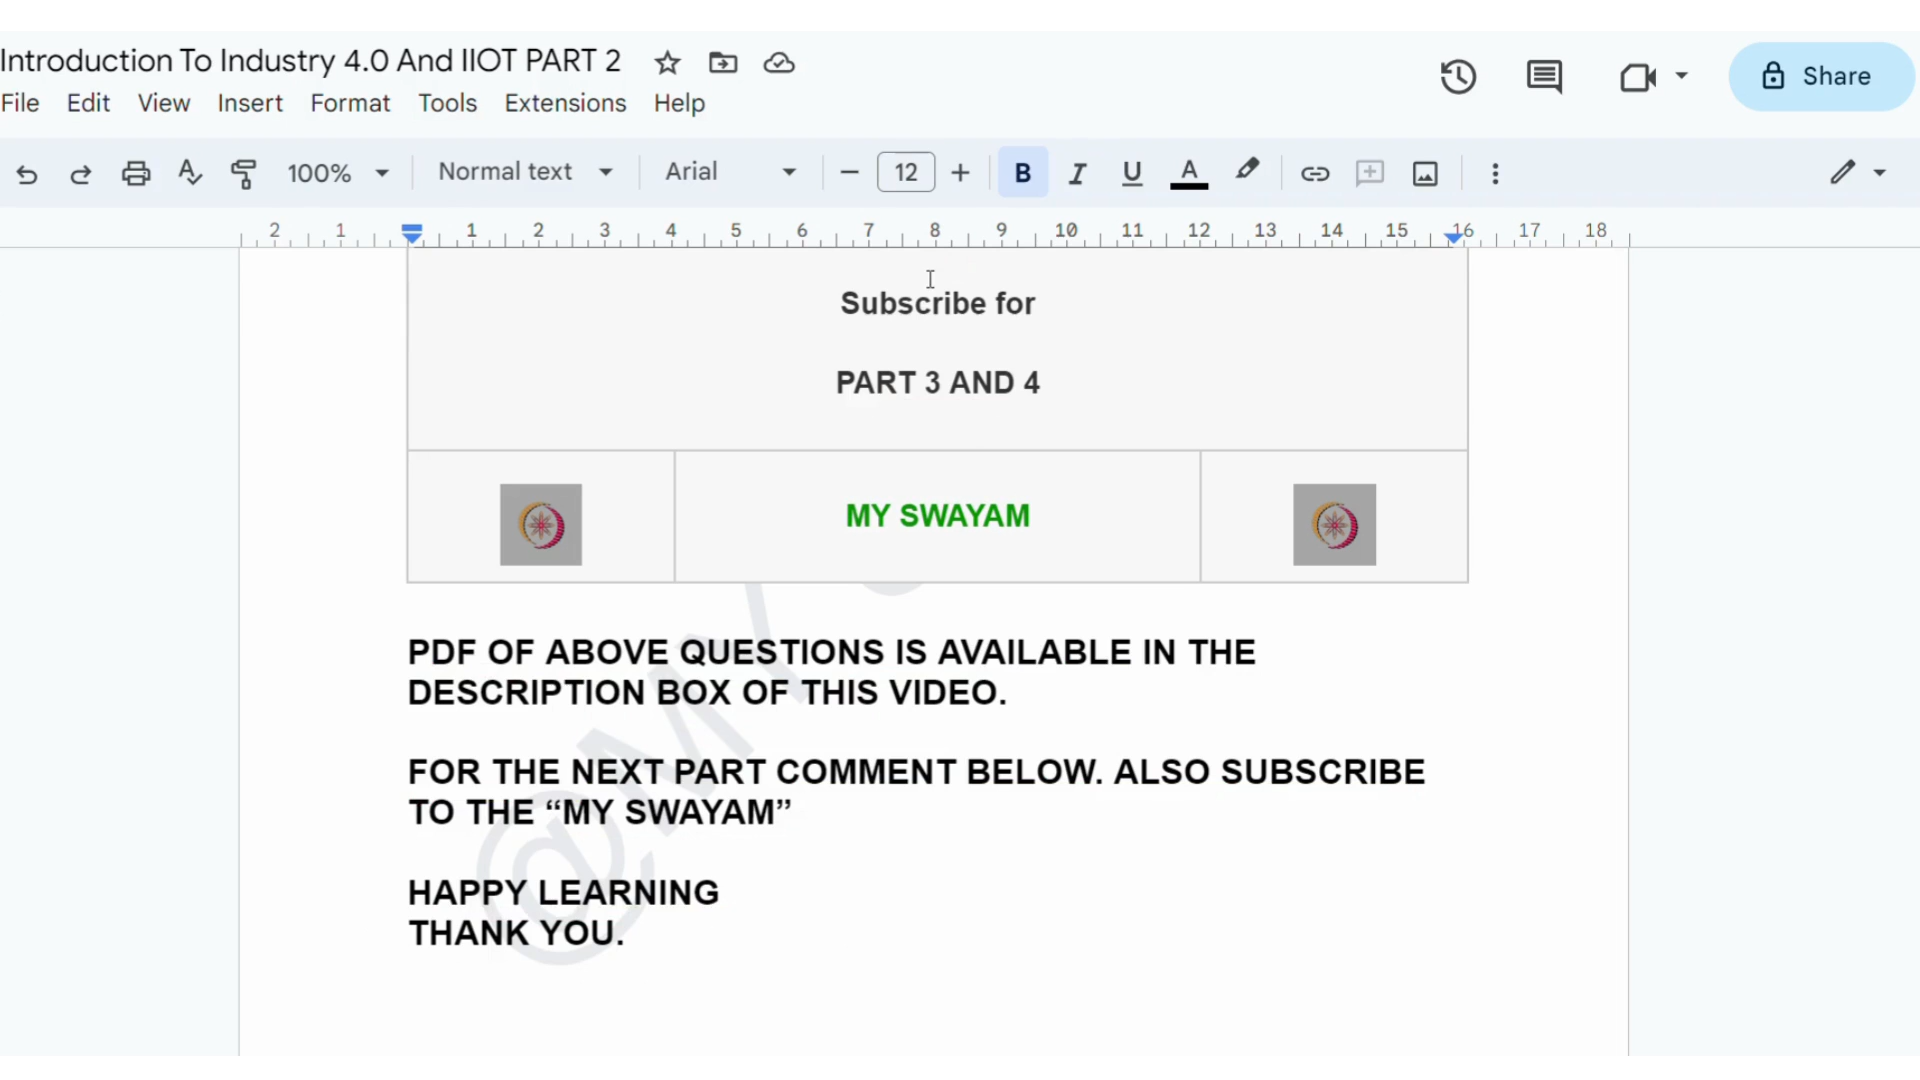 Introduction To Industry 4.0 And IIOT PART 2
File Edit View Insert Format Tools Extensions Help
Share
100% Normal text Arial 12 B I U A
2 1 1 2 3 4 5 6 7 8 9 10 11 12 13 14 15 16 17 18
Subscribe for
PART 3 AND 4
MY SWAYAM
PDF OF ABOVE QUESTIONS IS AVAILABLE IN THE
DESCRIPTION BOX OF THIS VIDEO.
FOR THE NEXT PART COMMENT BELOW. ALSO SUBSCRIBE
TO THE “MY SWAYAM”
HAPPY LEARNING
THANK YOU.
@MY